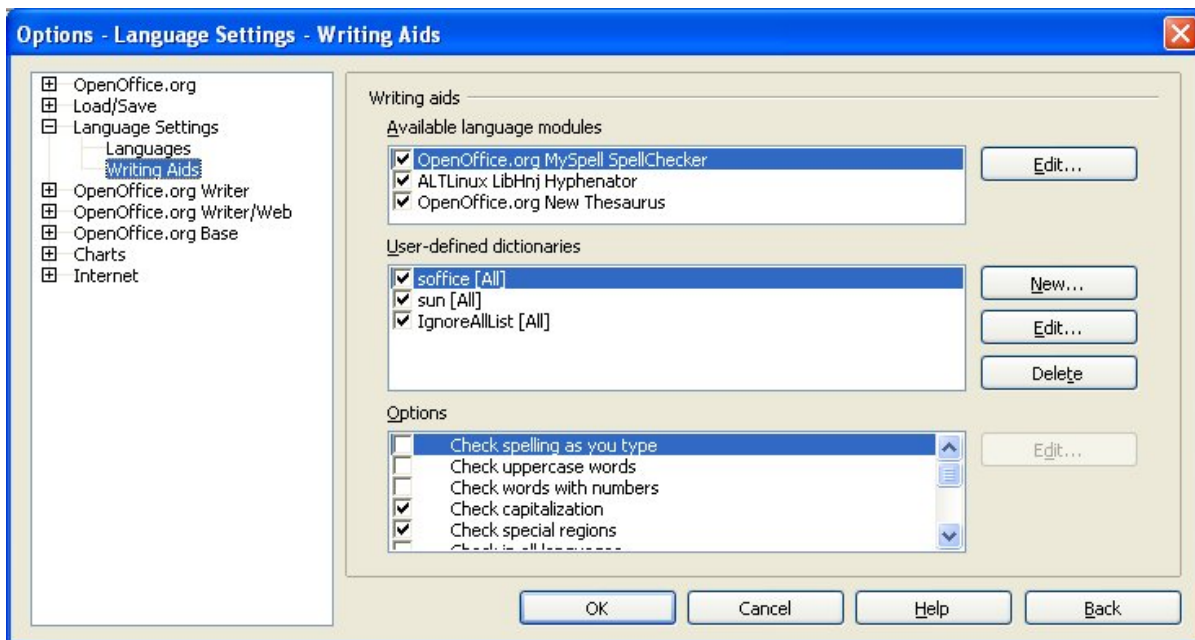 Options - Language Settings - Writing Aids
OpenOffice.org
Load/Save
Language Settings
Languages
Writing Aids
OpenOffice.org Writer
OpenOffice.org Writer/Web
OpenOffice.org Base
Charts
Internet
Writing aids
Available language modules
OpenOffice.org MySpell SpellChecker
ALTLinux LibHnj Hyphenator
OpenOffice.org New Thesaurus
Edit...
User-defined dictionaries
soffice [All]
sun [All]
IgnoreAllList [All]
New...
Edit...
Delete
Options
Check spelling as you type
Check uppercase words
Check words with numbers
Check capitalization
Check special regions
Check in all languages
Edit...
OK
Cancel
Help
Back